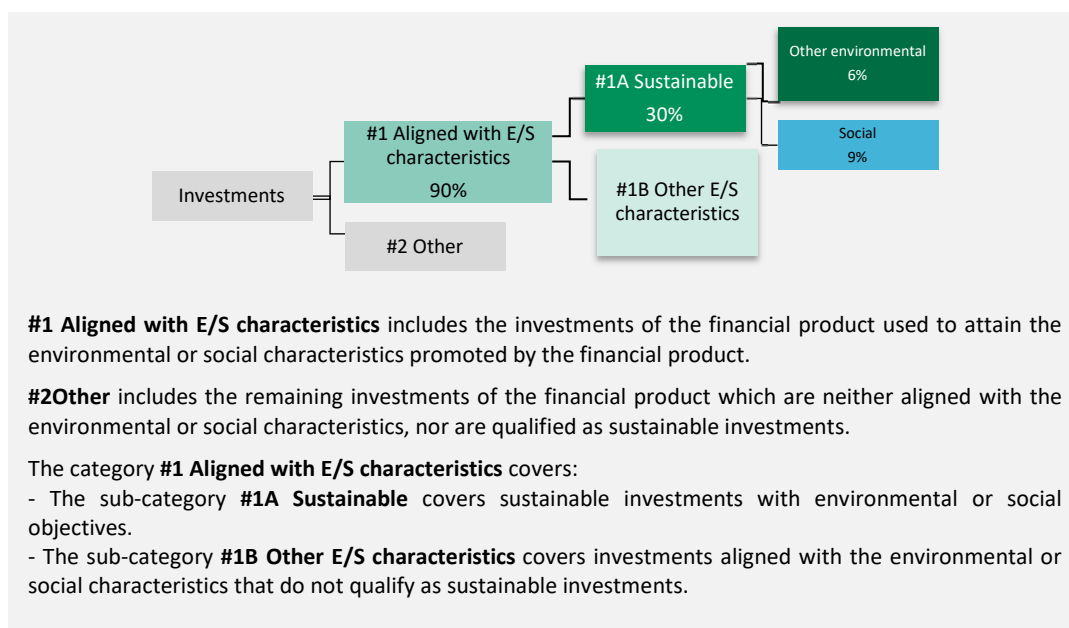 Other environmental
6%
#1A Sustainable
30%
Social
9%
#1 Aligned with E/S
characteristics
90%
#1B Other E/S
characteristics
Investments
#2 Other
#1 Aligned with E/S characteristics includes the investments of the financial product used to attain the
environmental or social characteristics promoted by the financial product.
#2Other includes the remaining investments of the financial product which are neither aligned with the
environmental or social characteristics, nor are qualified as sustainable investments.
The category #1 Aligned with E/S characteristics covers:
- The sub-category #1A Sustainable covers sustainable investments with environmental or social
objectives.
- The sub-category #1B Other E/S characteristics covers investments aligned with the environmental or
social characteristics that do not qualify as sustainable investments.